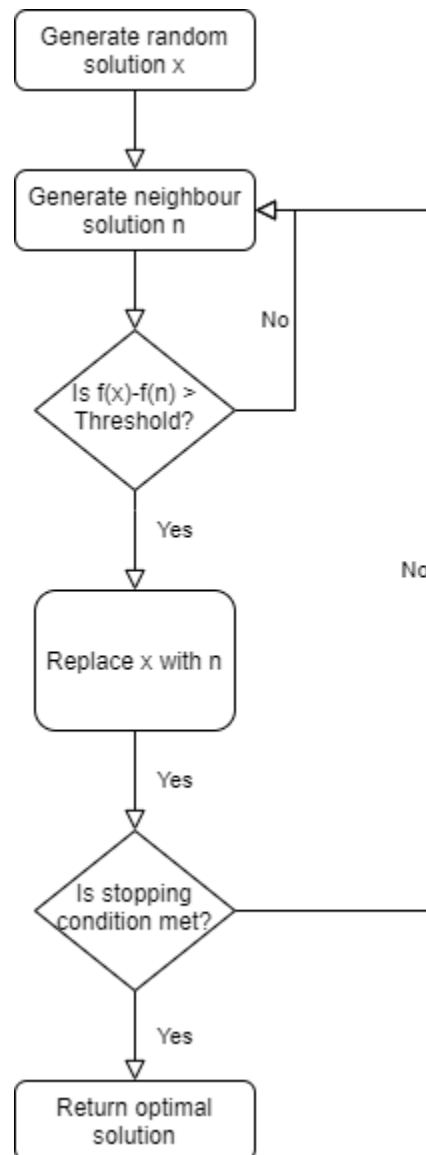 Generate random
solution x
Generate neighbour
solution n
No
Is f(x)-f(n) >
Threshold?
Yes
No
Replace x with n
Yes
Is stopping
condition met?
Yes
Return optimal
solution